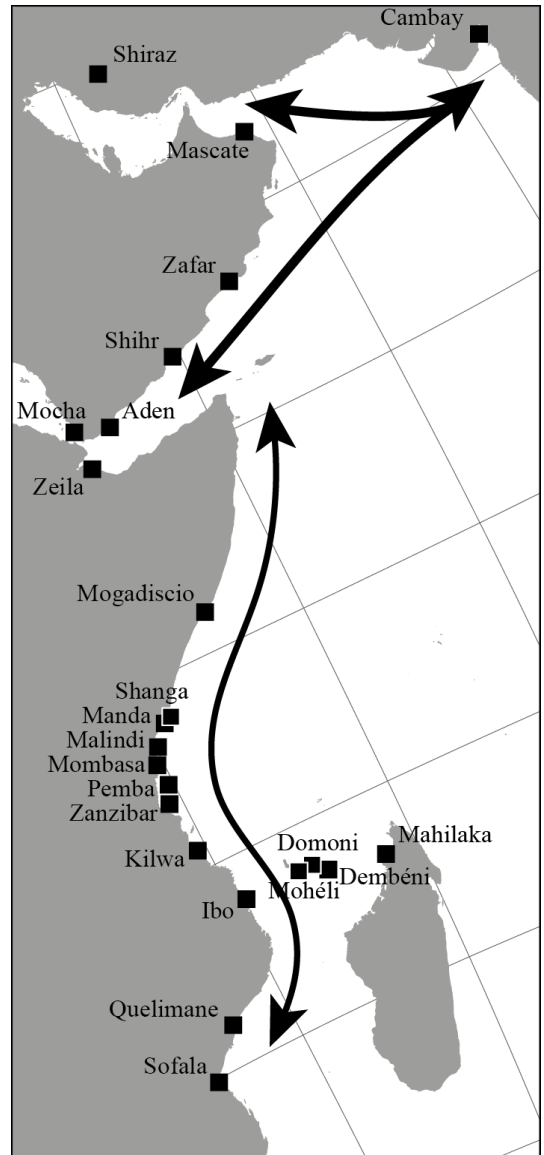 Cambay
Shiraz
Mascate
Zafar
Shihr
Mocha
Aden
Zeila
Mogadiscio
Shanga
Manda
Malindi
Mombasa
Pemba
Zanzibar
Kilwa
Domoni
Mahilaka
Dembéni
Mohéli
Ibo
Quelimane
Sofala